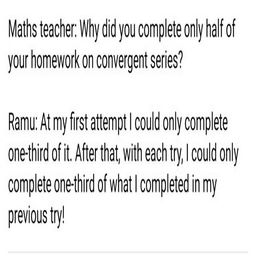 Maths teacher: Why did you complete only half of
your homework on convergent series?
Ramu: At my first attempt I could only complete
one-third of it. After that, with each try, I could only
complete one-third of what I completed in my
previous try!